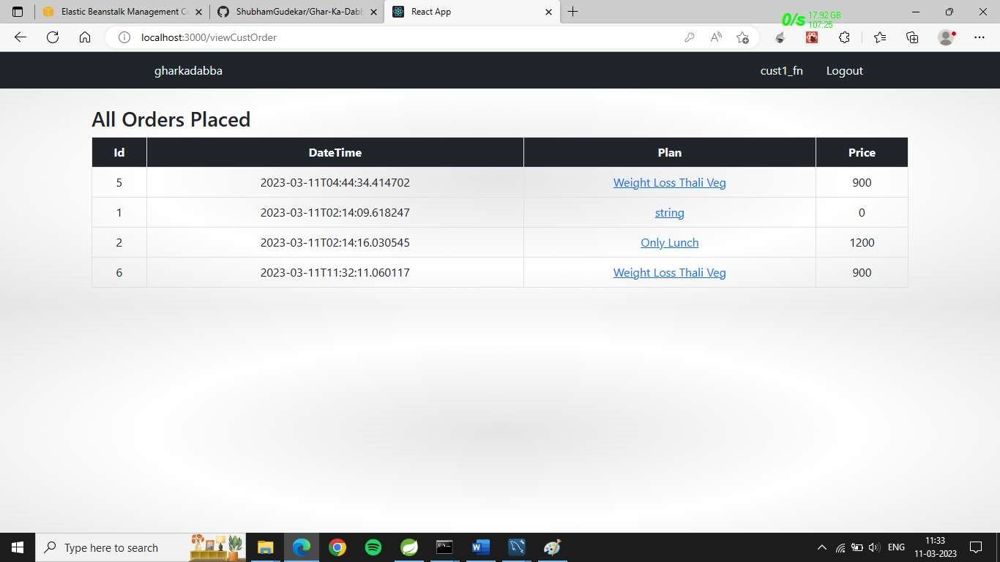 Elastic Beanstalk Management Co
ShubhamGudekar/Ghar-Ka-Dabb
React App
0/s 17.92 GB
107:25
localhost:3000/viewCustOrder
gharkadabba cust1_fn Logout
All Orders Placed
Id DateTime Plan Price
5 2023-03-11T04:44:34.414702 Weight Loss Thali Veg 900
1 2023-03-11T02:14:09.618247 string 0
2 2023-03-11T02:14:16.030545 Only Lunch 1200
6 2023-03-11T11:32:11.060117 Weight Loss Thali Veg 900
Type here to search
ENG
11:33
11-03-2023